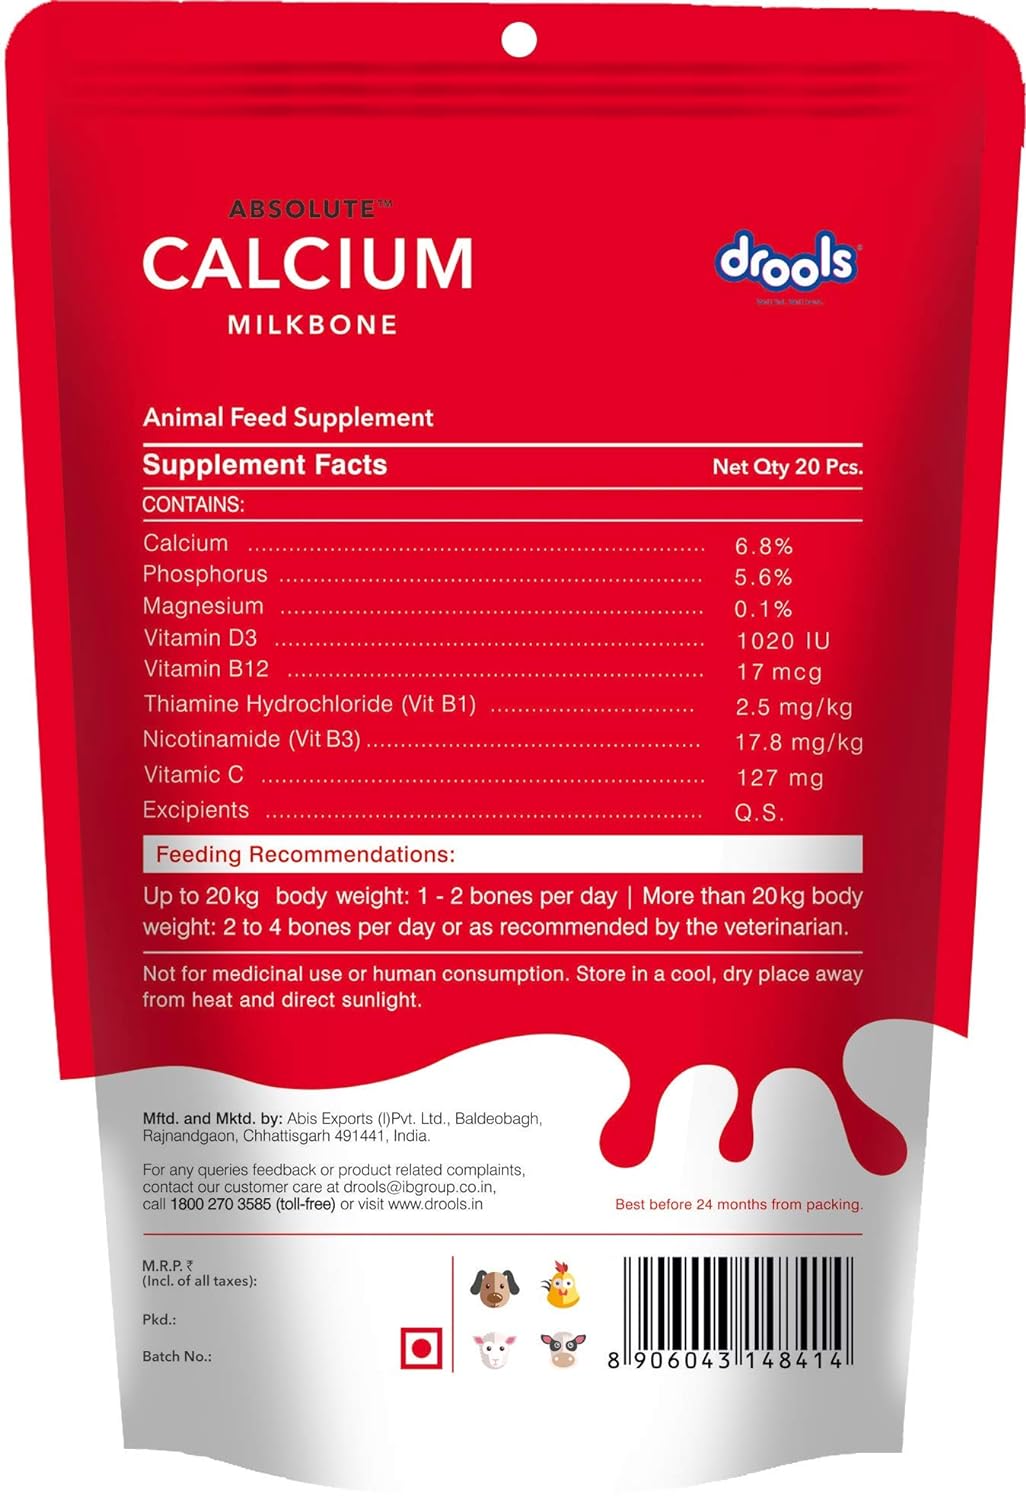 ABSOLUTE™
CALCIUM
MILKBONE
drools®
Animal Feed Supplement
Supplement Facts Net Qty 20 Pcs.
CONTAINS:
Calcium ........ 6.8%
Phosphorus ........ 5.6%
Magnesium ........ 0.1%
Vitamin D3 ........ 1020 IU
Vitamin B12 ........ 17 mcg
Thiamine Hydrochloride (Vit B1) ........ 2.5 mg/kg
Nicotinamide (Vit B3) ........ 17.8 mg/kg
Vitamic C ........ 127 mg
Excipients ........ Q.S.
Feeding Recommendations:
Up to 20kg body weight: 1 - 2 bones per day | More than 20kg body
weight: 2 to 4 bones per day or as recommended by the veterinarian.
Not for medicinal use or human consumption. Store in a cool, dry place away
from heat and direct sunlight.
Mftd. and Mktd. by: Abis Exports (I)Pvt. Ltd., Baldeobagh,
Rajnandgaon, Chhattisgarh 491441, India.
For any queries feedback or product related complaints,
contact our customer care at drools@ibgroup.co.in,
call 1800 270 3585 (toll-free) or visit www.drools.in
Best before 24 months from packing.
M.R.P. ₹
(Incl. of all taxes):
Pkd.:
Batch No.:
8 906043 148414